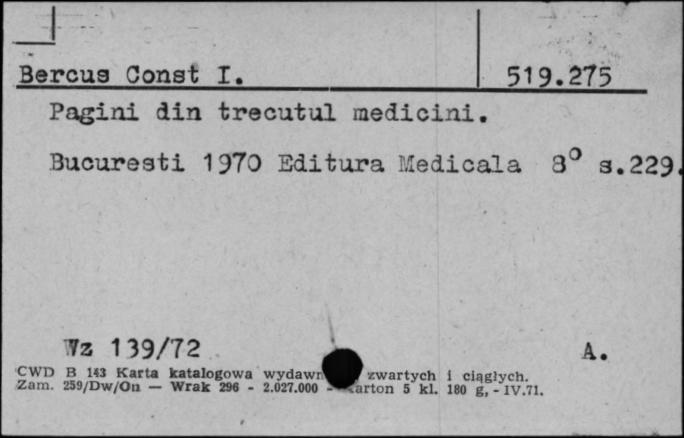 Bercus Const I. 519.275
Pagini din trecutul medicini.
Bucuresti 1970 Editura Medicala 8° s.229.
Wz 139/72 A.
CWD B 143 Karta katalogowa wydawn zwartych i ciągłych.
Zam. 259/Dw/On — Wrak 296 - 2.027.000 - karton 5 kl. 180 g, - IV.71.